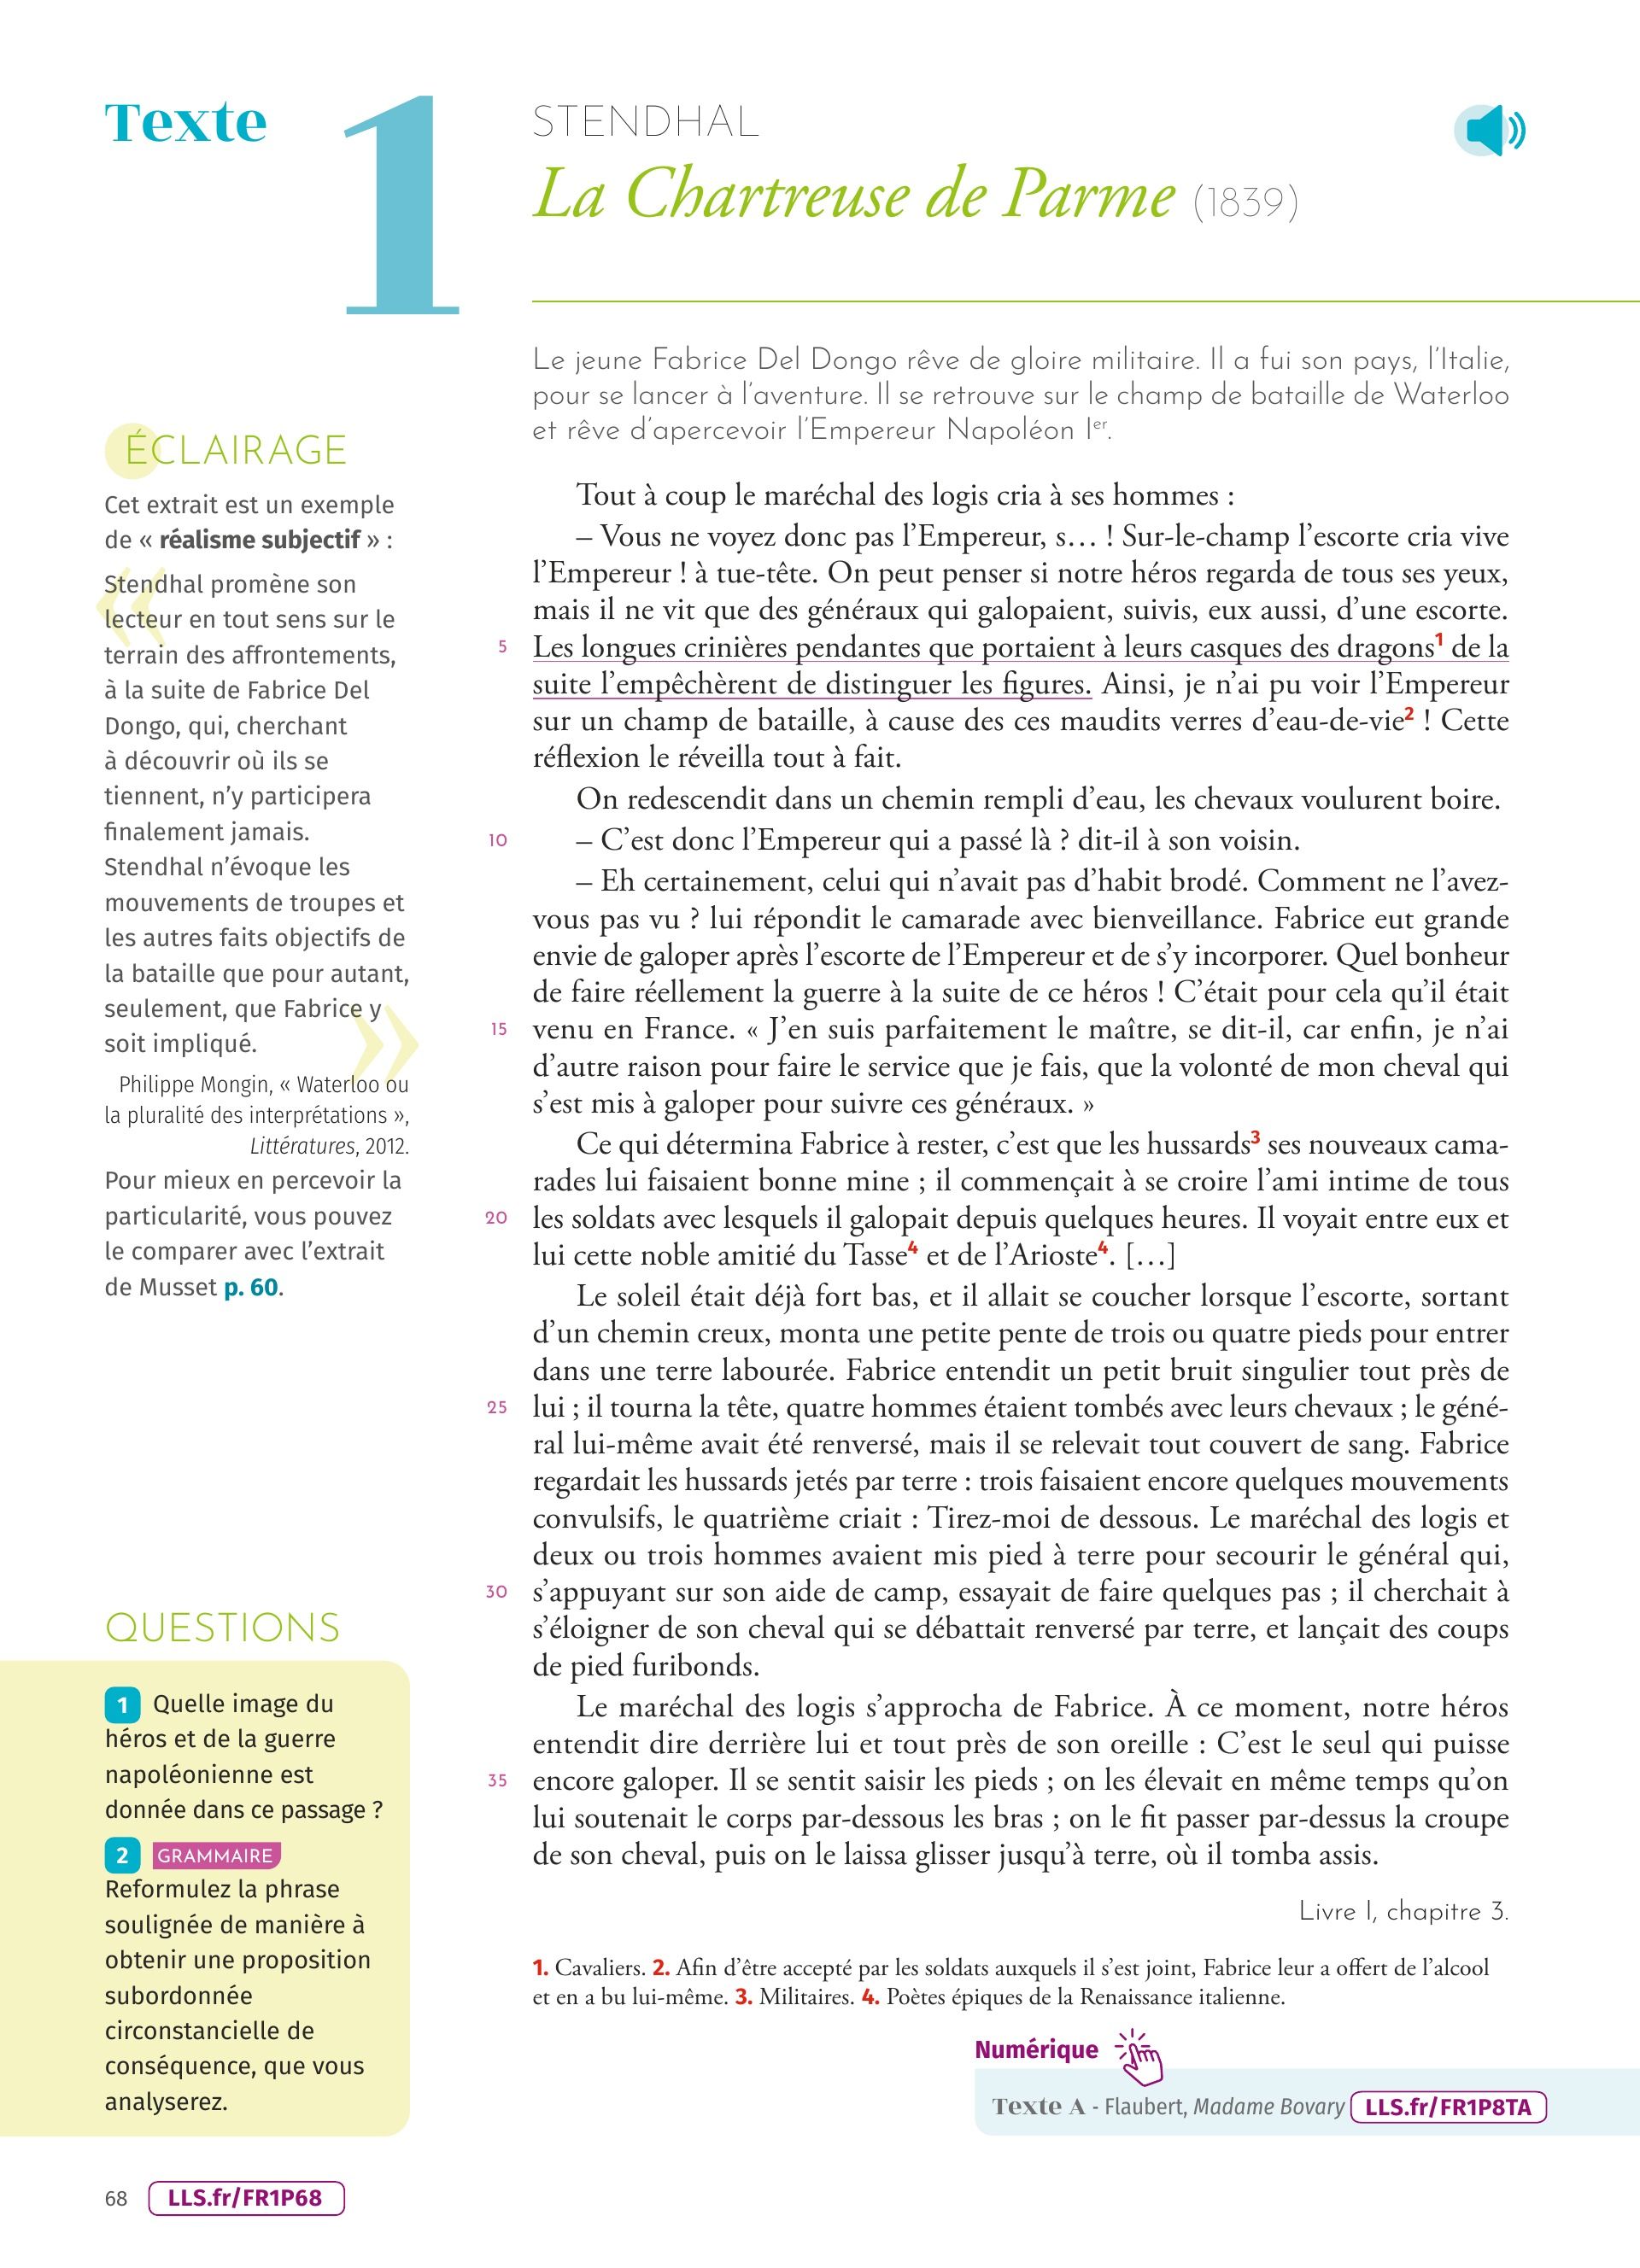 Texte 1
STENDHAL
La Chartreuse de Parme (1839)
Le jeune Fabrice Del Dongo rêve de gloire militaire. Il a fui son pays, l’Italie,
pour se lancer à l’aventure. Il se retrouve sur le champ de bataille de Waterloo
et rêve d’apercevoir l’Empereur Napoléon Ier.
ÉCLAIRAGE
Cet extrait est un exemple
de « réalisme subjectif » :
«
Stendhal promène son
lecteur en tout sens sur le
terrain des affrontements,
à la suite de Fabrice Del
Dongo, qui, cherchant
à découvrir où ils se
tiennent, n’y participera
finalement jamais.
Stendhal n’évoque les
mouvements de troupes et
les autres faits objectifs de
la bataille que pour autant,
seulement, que Fabrice y
soit impliqué.
»
Philippe Mongin, « Waterloo ou
la pluralité des interprétations »,
Littératures, 2012.
Pour mieux en percevoir la
particularité, vous pouvez
le comparer avec l’extrait
de Musset p. 60.
Tout à coup le maréchal des logis cria à ses hommes :
– Vous ne voyez donc pas l’Empereur, s… ! Sur-le-champ l’escorte cria vive
l’Empereur ! à tue-tête. On peut penser si notre héros regarda de tous ses yeux,
mais il ne vit que des généraux qui galopaient, suivis, eux aussi, d’une escorte.
5 Les longues crinières pendantes que portaient à leurs casques des dragons1 de la
suite l’empêchèrent de distinguer les figures. Ainsi, je n’ai pu voir l’Empereur
sur un champ de bataille, à cause des ces maudits verres d’eau-de-vie2 ! Cette
réflexion le réveilla tout à fait.
On redescendit dans un chemin rempli d’eau, les chevaux voulurent boire.
10 – C’est donc l’Empereur qui a passé là ? dit-il à son voisin.
– Eh certainement, celui qui n’avait pas d’habit brodé. Comment ne l’avez-
vous pas vu ? lui répondit le camarade avec bienveillance. Fabrice eut grande
envie de galoper après l’escorte de l’Empereur et de s’y incorporer. Quel bonheur
de faire réellement la guerre à la suite de ce héros ! C’était pour cela qu’il était
15 venu en France. « J’en suis parfaitement le maître, se dit-il, car enfin, je n’ai
d’autre raison pour faire le service que je fais, que la volonté de mon cheval qui
s’est mis à galoper pour suivre ces généraux. »
Ce qui détermina Fabrice à rester, c’est que les hussards3 ses nouveaux cama-
rades lui faisaient bonne mine ; il commençait à se croire l’ami intime de tous
20 les soldats avec lesquels il galopait depuis quelques heures. Il voyait entre eux et
lui cette noble amitié du Tasse4 et de l’Arioste4. […]
Le soleil était déjà fort bas, et il allait se coucher lorsque l’escorte, sortant
d’un chemin creux, monta une petite pente de trois ou quatre pieds pour entrer
dans une terre labourée. Fabrice entendit un petit bruit singulier tout près de
25 lui ; il tourna la tête, quatre hommes étaient tombés avec leurs chevaux ; le géné-
ral lui-même avait été renversé, mais il se relevait tout couvert de sang. Fabrice
regardait les hussards jetés par terre : trois faisaient encore quelques mouvements
convulsifs, le quatrième criait : Tirez-moi de dessous. Le maréchal des logis et
deux ou trois hommes avaient mis pied à terre pour secourir le général qui,
30 s’appuyant sur son aide de camp, essayait de faire quelques pas ; il cherchait à
s’éloigner de son cheval qui se débattait renversé par terre, et lançait des coups
de pied furibonds.
Le maréchal des logis s’approcha de Fabrice. À ce moment, notre héros
entendit dire derrière lui et tout près de son oreille : C’est le seul qui puisse
35 encore galoper. Il se sentit saisir les pieds ; on les élevait en même temps qu’on
lui soutenait le corps par-dessous les bras ; on le fit passer par-dessus la croupe
de son cheval, puis on le laissa glisser jusqu’à terre, où il tomba assis.
Livre I, chapitre 3.
1. Cavaliers. 2. Afin d’être accepté par les soldats auxquels il s’est joint, Fabrice leur a offert de l’alcool
et en a bu lui-même. 3. Militaires. 4. Poètes épiques de la Renaissance italienne.
QUESTIONS
1 Quelle image du
héros et de la guerre
napoléonienne est
donnée dans ce passage ?
2 GRAMMAIRE
Reformulez la phrase
soulignée de manière à
obtenir une proposition
subordonnée
circonstancielle de
conséquence, que vous
analyserez.
Numérique
Texte A - Flaubert, Madame Bovary LLS.fr/FR1P8TA
68 LLS.fr/FR1P68